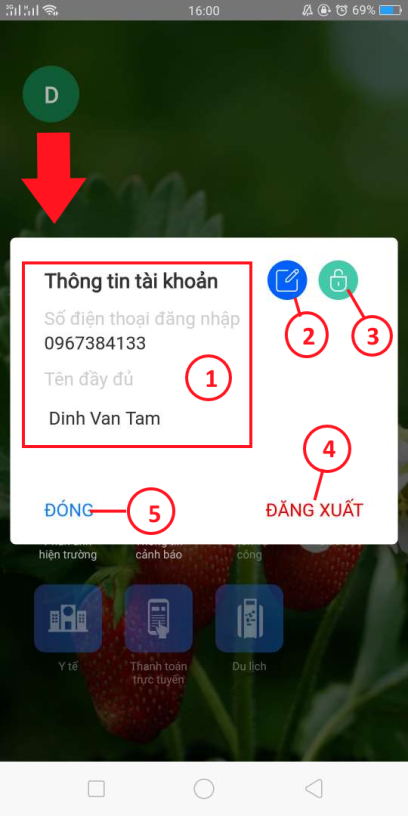 3G 16:00 69%
D
Thông tin tài khoản
2
3
Số điện thoại đăng nhập
0967384133
Tên đầy đủ
1
Dinh Van Tam
4
ĐÓNG
5
ĐĂNG XUẤT
hiện trường
cảnh báo
công
Y tế
Thanh toán
trực tuyến
Du lịch